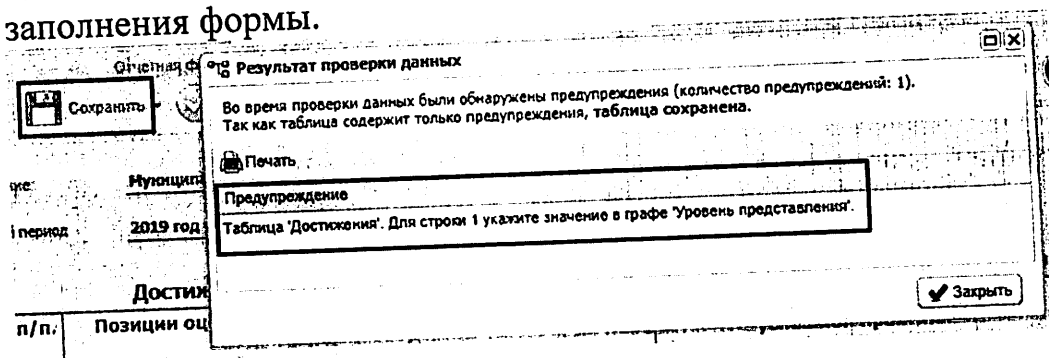 заполнения формы.
Отчетная ф
Результат проверки данных
Сохранить
Во время проверки данных были обнаружены предупреждения (количество предупреждений: 1).
Так как таблица содержит только предупреждения, таблица сохранена.
Печать
Муниципа
Предупреждение
й период
2019 год
Таблица 'Достижения'. Для строки 1 укажите значение в графе 'Уровень представления'.
Достиж
Закрыть
п/п.
Позиции оц